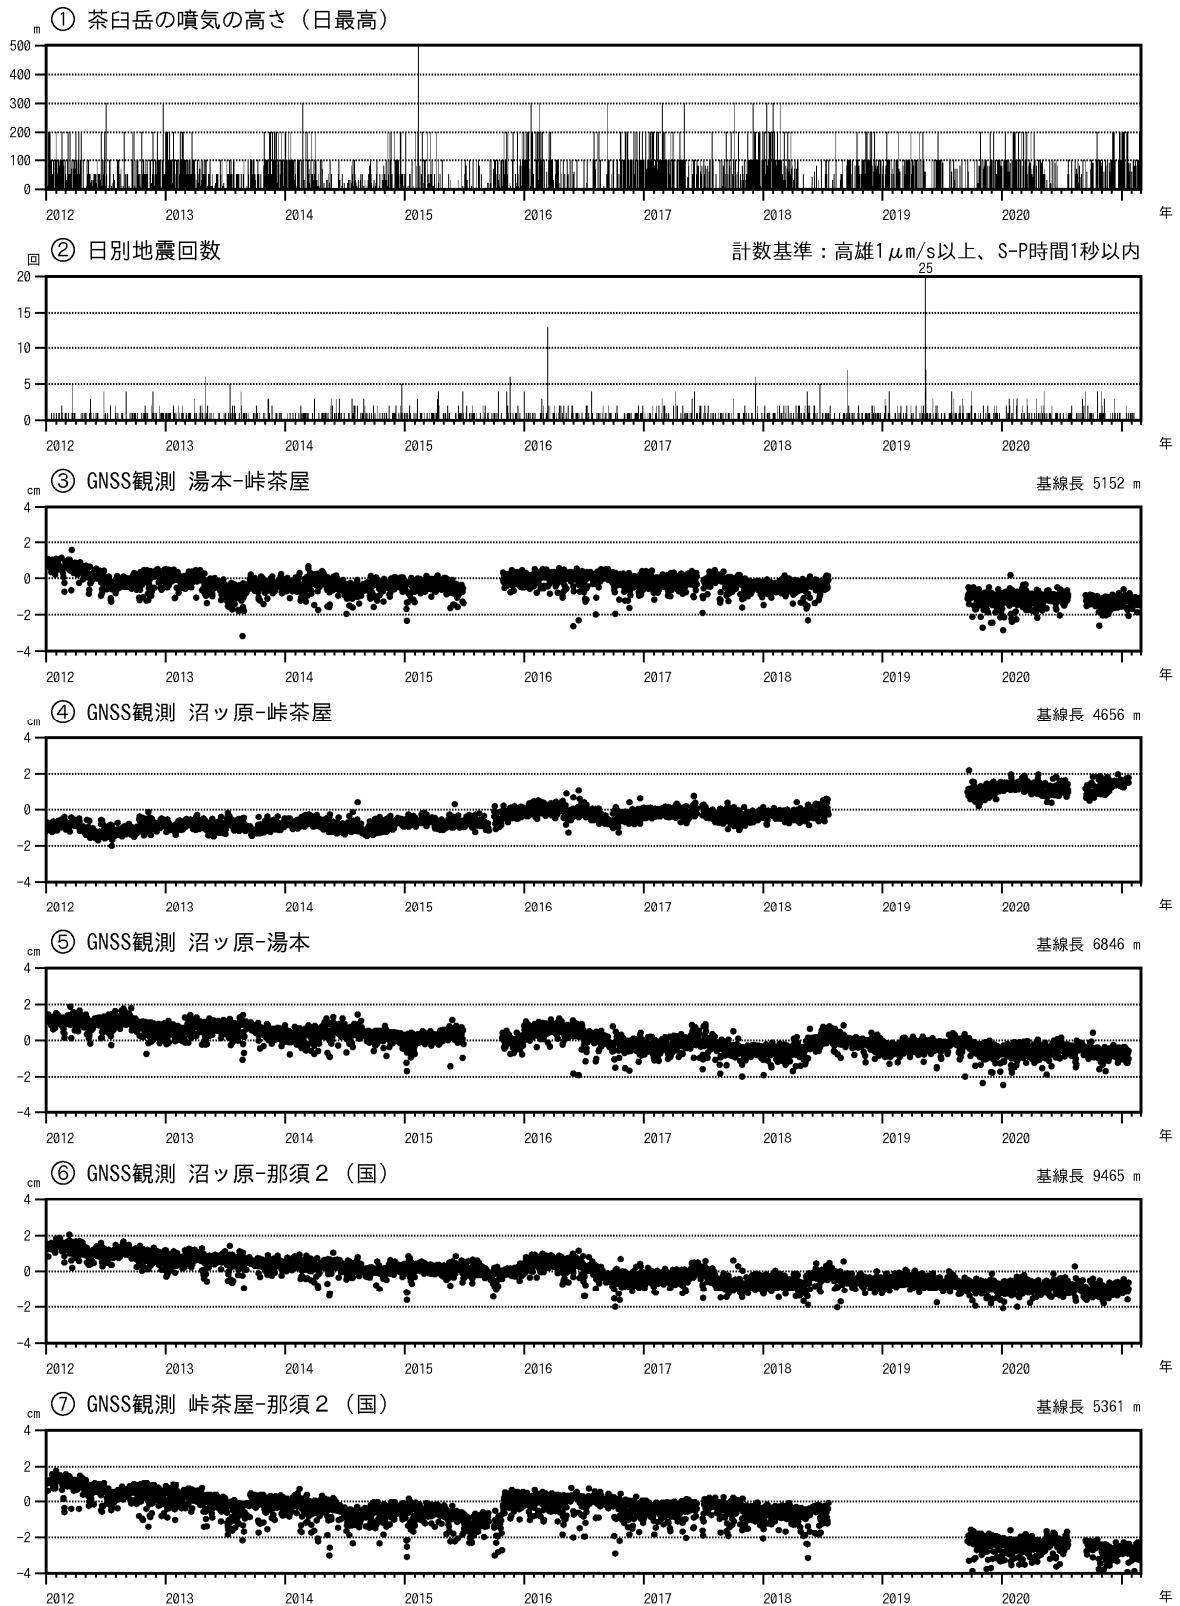 ① 茶臼岳の噴気の高さ（日最高）
m
500
400
300
200
100
0
2012 2013 2014 2015 2016 2017 2018 2019 2020 年
② 日別地震回数 計数基準：高雄1μm/s以上、S-P時間1秒以内
回
25
20
15
10
5
0
2012 2013 2014 2015 2016 2017 2018 2019 2020 年
③ GNSS観測 湯本-峠茶屋 基線長 5152 m
cm
4
2
0
-2
-4
2012 2013 2014 2015 2016 2017 2018 2019 2020 年
④ GNSS観測 沼ッ原-峠茶屋 基線長 4656 m
cm
4
2
0
-2
-4
2012 2013 2014 2015 2016 2017 2018 2019 2020 年
⑤ GNSS観測 沼ッ原-湯本 基線長 6846 m
cm
4
2
0
-2
-4
2012 2013 2014 2015 2016 2017 2018 2019 2020 年
⑥ GNSS観測 沼ッ原-那須２（国） 基線長 9465 m
cm
4
2
0
-2
-4
2012 2013 2014 2015 2016 2017 2018 2019 2020 年
⑦ GNSS観測 峠茶屋-那須２（国） 基線長 5361 m
cm
4
2
0
-2
-4
2012 2013 2014 2015 2016 2017 2018 2019 2020 年